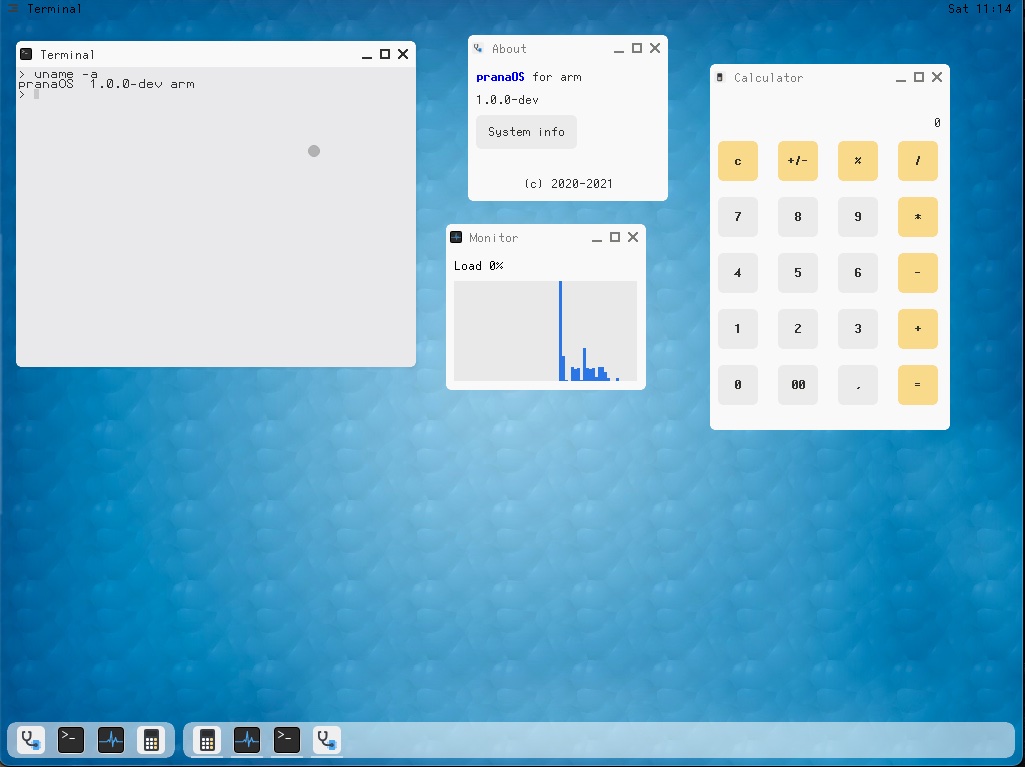 Terminal
Sat 11:14
Terminal
> uname -a
pranaOS 1.0.0-dev arm
>
About
pranaOS for arm
1.0.0-dev
System info
(c) 2020-2021
Monitor
Load 0%
Calculator
0
c +/- % /
7 8 9 *
4 5 6 -
1 2 3 +
0 00 . =